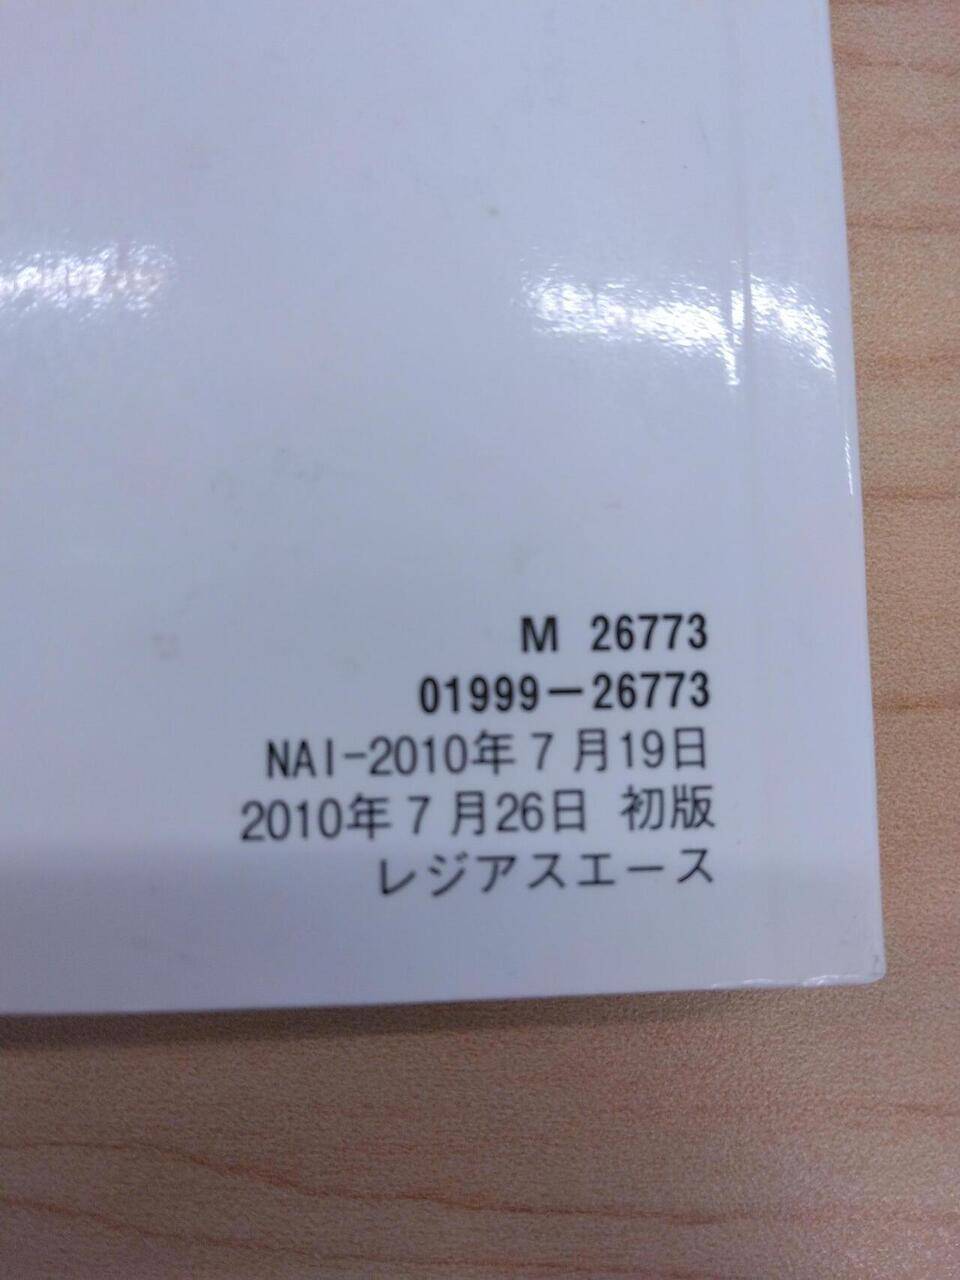 M 26773
01999-26773
NAI-2010年7月19日
2010年7月26日 初版
レジアスエース